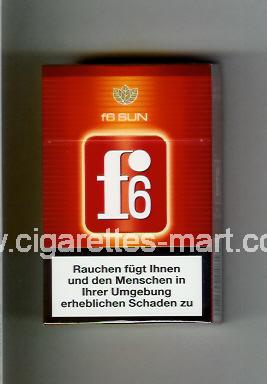 f6 SUN
f6
www.cigarettes-mart.com
Rauchen fügt Ihnen
und den Menschen in
Ihrer Umgebung
erheblichen Schaden zu